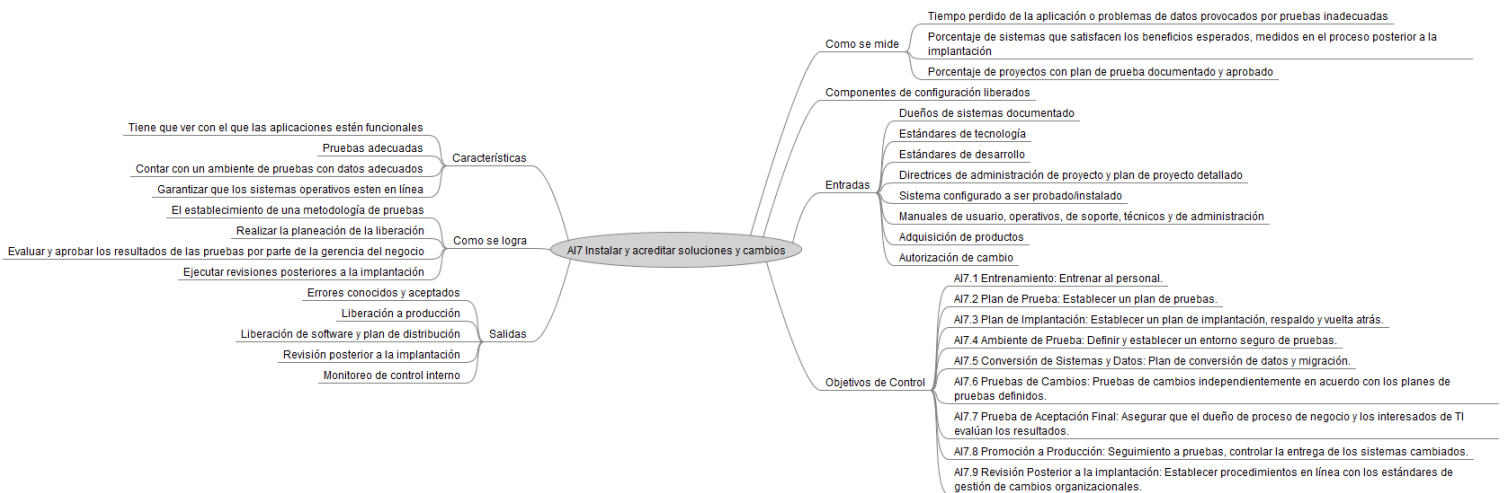 Tiempo perdido de la aplicación o problemas de datos provocados por pruebas inadecuadas
Como se mide
Porcentaje de sistemas que satisfacen los beneficios esperados, medidos en el proceso posterior a la
implantación
Porcentaje de proyectos con plan de prueba documentado y aprobado
Componentes de configuración liberados
Dueños de sistemas documentado
Estándares de tecnología
Estándares de desarrollo
Directrices de administración de proyecto y plan de proyecto detallado
Entradas
Sistema configurado a ser probado/instalado
Manuales de usuario, operativos, de soporte, técnicos y de administración
Adquisición de productos
Autorización de cambio
Tiene que ver con el que las aplicaciones estén funcionales
Pruebas adecuadas
Características
Contar con un ambiente de pruebas con datos adecuados
Garantizar que los sistemas operativos esten en línea
El establecimiento de una metodología de pruebas
Realizar la planeación de la liberación
Como se logra
Evaluar y aprobar los resultados de las pruebas por parte de la gerencia del negocio
Ejecutar revisiones posteriores a la implantación
AI7 Instalar y acreditar soluciones y cambios
Errores conocidos y aceptados
Liberación a producción
Liberación de software y plan de distribución
Salidas
Revisión posterior a la implantación
Monitoreo de control interno
AI7.1 Entrenamiento: Entrenar al personal.
AI7.2 Plan de Prueba: Establecer un plan de pruebas.
AI7.3 Plan de Implantación: Establecer un plan de implantación, respaldo y vuelta atrás.
AI7.4 Ambiente de Prueba: Definir y establecer un entorno seguro de pruebas.
AI7.5 Conversión de Sistemas y Datos: Plan de conversión de datos y migración.
Objetivos de Control
AI7.6 Pruebas de Cambios: Pruebas de cambios independientemente en acuerdo con los planes de
pruebas definidos.
AI7.7 Prueba de Aceptación Final: Asegurar que el dueño de proceso de negocio y los interesados de TI
evalúan los resultados.
AI7.8 Promoción a Producción: Seguimiento a pruebas, controlar la entrega de los sistemas cambiados.
AI7.9 Revisión Posterior a la implantación: Establecer procedimientos en línea con los estándares de
gestión de cambios organizacionales.